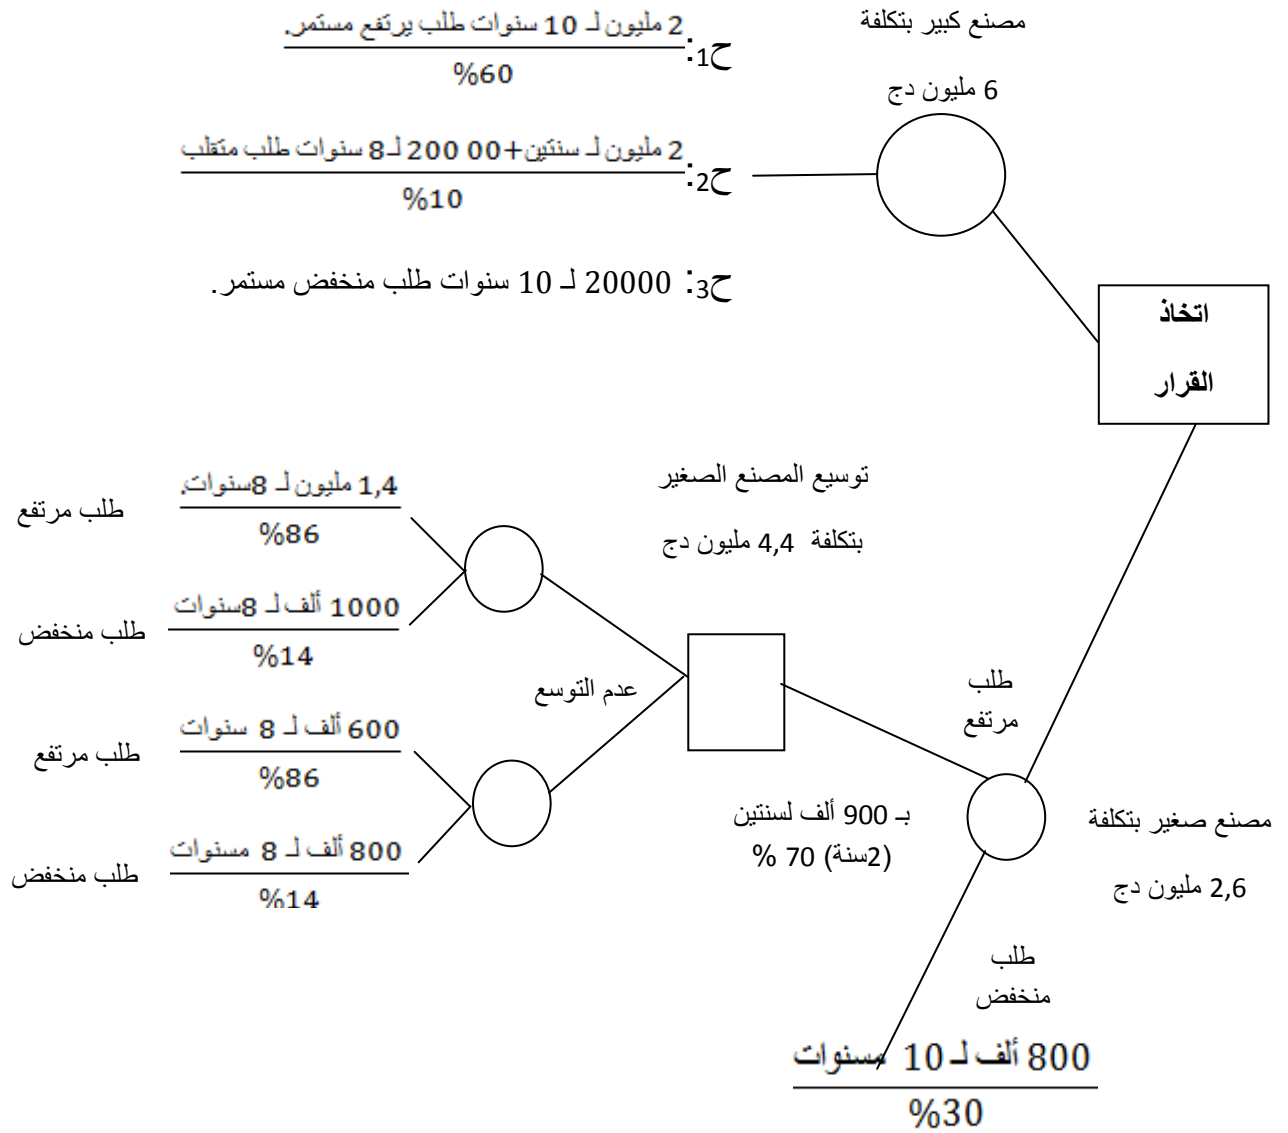 مصنع كبير بتكلفة
6 مليون دج
ح1: 2 مليون لـ 10 سنوات طلب يرتفع مستمر.
%60
ح2: 2 مليون لـ سنتين+00 200 لـ 8 سنوات طلب متقلب
%10
ح3: 20000 لـ 10 سنوات طلب منخفض مستمر.
اتخاذ
القرار
توسيع المصنع الصغير
بتكلفة 4,4 مليون دج
1,4 مليون لـ 8سنوات.
%86
طلب مرتفع
1000 ألف لـ 8سنوات
%14
طلب منخفض
عدم التوسع
600 ألف لـ 8 سنوات
%86
طلب مرتفع
800 ألف لـ 8 مسنوات
%14
طلب منخفض
طلب
مرتفع
بـ 900 ألف لسنتين
(2سنة) 70 %
مصنع صغير بتكلفة
2,6 مليون دج
طلب
منخفض
800 ألف لـ 10 مسنوات
%30